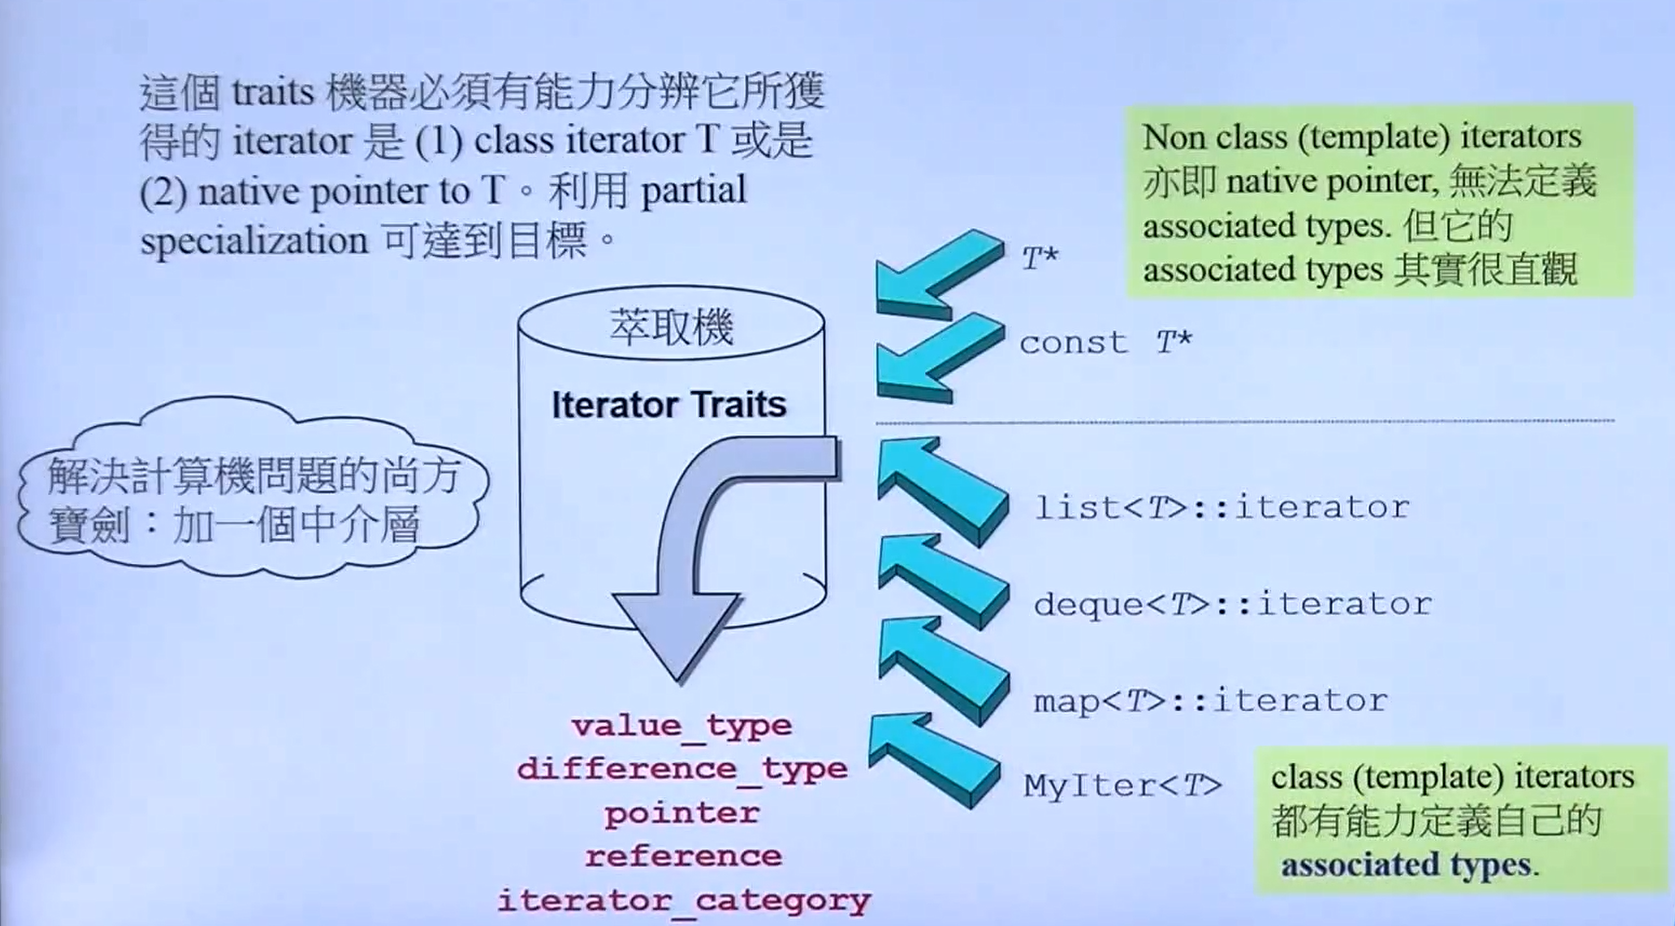 這個 traits 機器必須有能力分辨它所獲
得的 iterator 是 (1) class iterator T 或是
(2) native pointer to T。利用 partial
specialization 可達到目標。
Non class (template) iterators
亦即 native pointer, 無法定義
associated types. 但它的
associated types 其實很直觀
T*
const T*
萃取機
Iterator Traits
解決計算機問題的尚方
寶劍：加一個中介層
list<T>::iterator
deque<T>::iterator
map<T>::iterator
MyIter<T>
value_type
difference_type
pointer
reference
iterator_category
class (template) iterators
都有能力定義自己的
associated types.